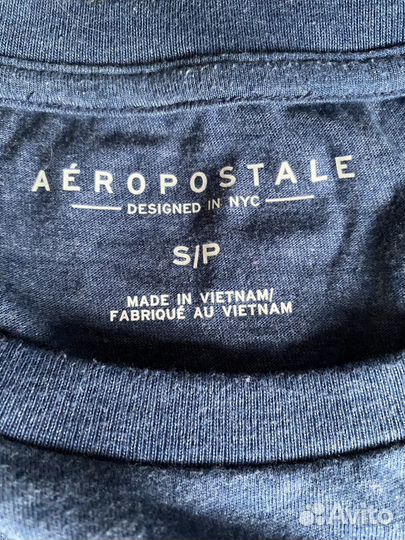 AÉROPOSTALE
DESIGNED IN NYC
S/P
MADE IN VIETNAM/
FABRIQUÉ AU VIETNAM
Avito